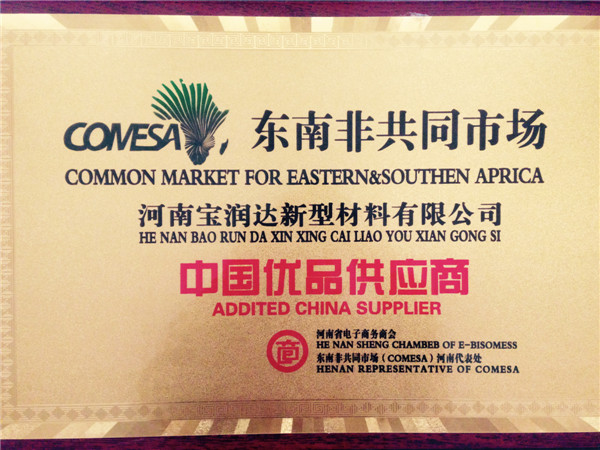 COMESA 东南非共同市场
COMMON MARKET FOR EASTERN&SOUTHEN APRICA
河南宝润达新型材料有限公司
HE NAN BAO RUN DA XIN XING CAI LIAO YOU XIAN GONG SI
中国优品供应商
ADDITED CHINA SUPPLIER
河南省电子商务商会
HE NAN SHENG CHAMBEB OF E-BISOMESS
东南非共同市场(COMESA)河南代表处
HENAN REPRESENTATIVE OF COMESA